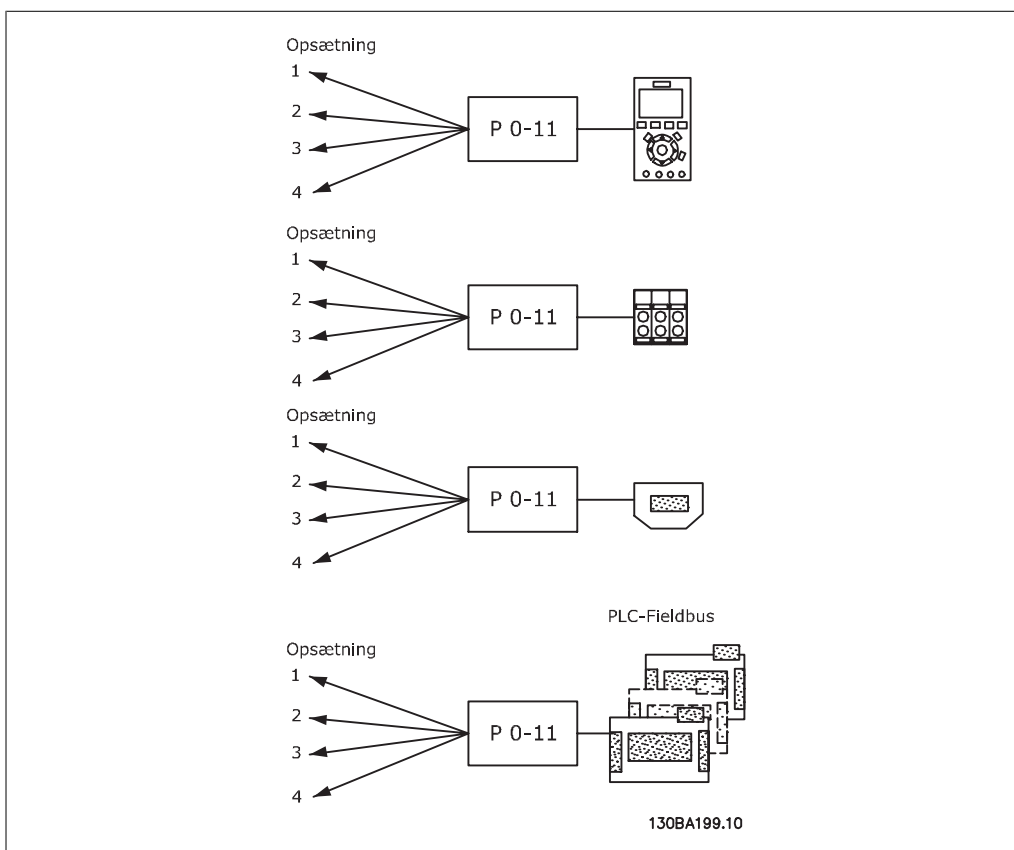 Opsætning
1
2
3
4
P 0-11
Opsætning
1
2
3
4
P 0-11
Opsætning
1
2
3
4
P 0-11
PLC-Fieldbus
Opsætning
1
2
3
4
P 0-11
130BA199.10